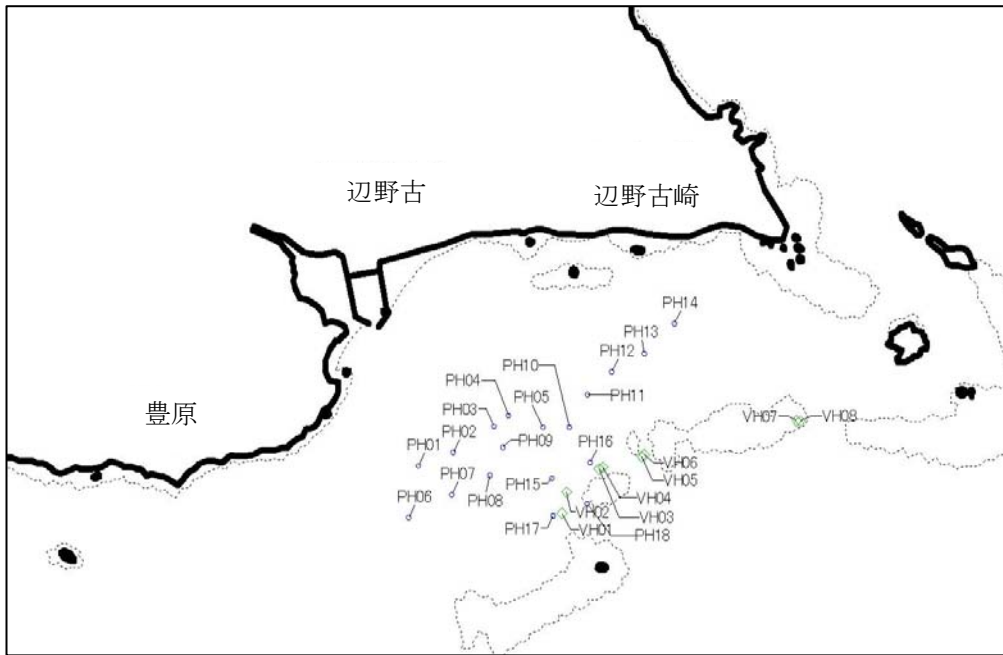 辺野古
辺野古崎
豊原
PH14
PH13
PH12
PH10
PH11
PH04
PH05
PH03
PH02
PH09
PH01
PH16
VH07
VH08
VH06
VH05
PH07
PH08
PH15
VH04
PH06
VH02
VH03
PH17
VH01
PH18